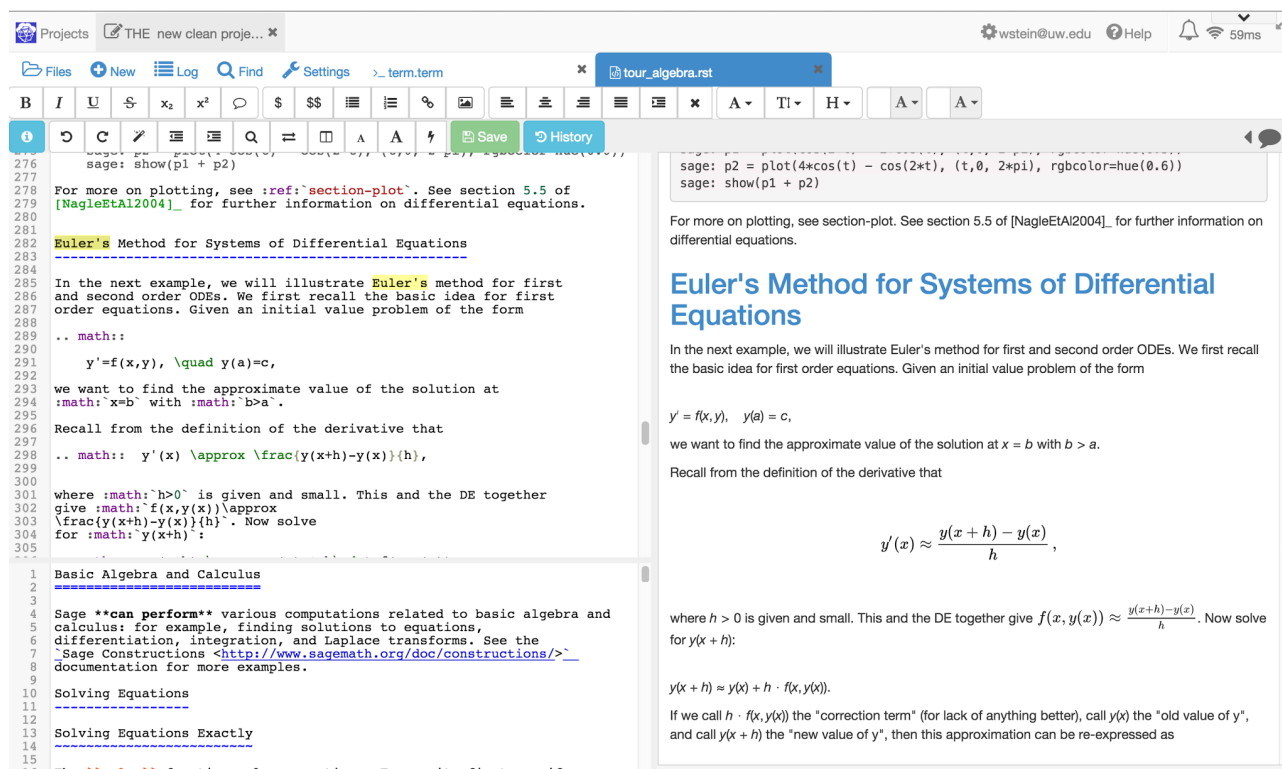 Projects THE new clean proje... ✖ wstein@uw.edu Help 59ms
Files New Log Find Settings >_ term.term ✖ tour_algebra.rst ✖
B I U S x₂ x² $ $$ A TI H A A
A A Save History
276 sage: show(p1 + p2)
277
278 For more on plotting, see :ref:`section-plot`. See section 5.5 of
279 [NagleEtAl2004]_ for further information on differential equations.
280
281
282 Euler's Method for Systems of Differential Equations
283 ----------------------------------------------------
284
285 In the next example, we will illustrate Euler's method for first
286 and second order ODEs. We first recall the basic idea for first
287 order equations. Given an initial value problem of the form
288
289 .. math::
290
291 y'=f(x,y), \quad y(a)=c,
292
293 we want to find the approximate value of the solution at
294 :math:`x=b` with :math:`b>a`.
295
296 Recall from the definition of the derivative that
297
298 .. math:: y'(x) \approx \frac{y(x+h)-y(x)}{h},
299
300
301 where :math:`h>0` is given and small. This and the DE together
302 give :math:`f(x,y(x))\approx
303 \frac{y(x+h)-y(x)}{h}`. Now solve
304 for :math:`y(x+h)`:
305
1 Basic Algebra and Calculus
2 ==========================
3
4 Sage **can perform** various computations related to basic algebra and
5 calculus: for example, finding solutions to equations,
6 differentiation, integration, and Laplace transforms. See the
7 `Sage Constructions <http://www.sagemath.org/doc/constructions/>`_
8 documentation for more examples.
9
10 Solving Equations
11 -----------------
12
13 Solving Equations Exactly
14 ~~~~~~~~~~~~~~~~~~~~~~~~~
15
sage: p2 = plot(4*cos(t) - cos(2*t), (t,0, 2*pi), rgbcolor=hue(0.6))
sage: show(p1 + p2)
For more on plotting, see section-plot. See section 5.5 of [NagleEtAl2004]_ for further information on
differential equations.
Euler's Method for Systems of Differential
Equations
In the next example, we will illustrate Euler's method for first and second order ODEs. We first recall
the basic idea for first order equations. Given an initial value problem of the form
y′ = f(x, y), y(a) = c,
we want to find the approximate value of the solution at x = b with b > a.
Recall from the definition of the derivative that
y′(x) ≈ y(x + h) − y(x) / h ,
where h > 0 is given and small. This and the DE together give f(x, y(x)) ≈ y(x+h)−y(x) / h . Now solve
for y(x + h):
y(x + h) ≈ y(x) + h · f(x, y(x)).
If we call h · f(x, y(x)) the "correction term" (for lack of anything better), call y(x) the "old value of y",
and call y(x + h) the "new value of y", then this approximation can be re-expressed as